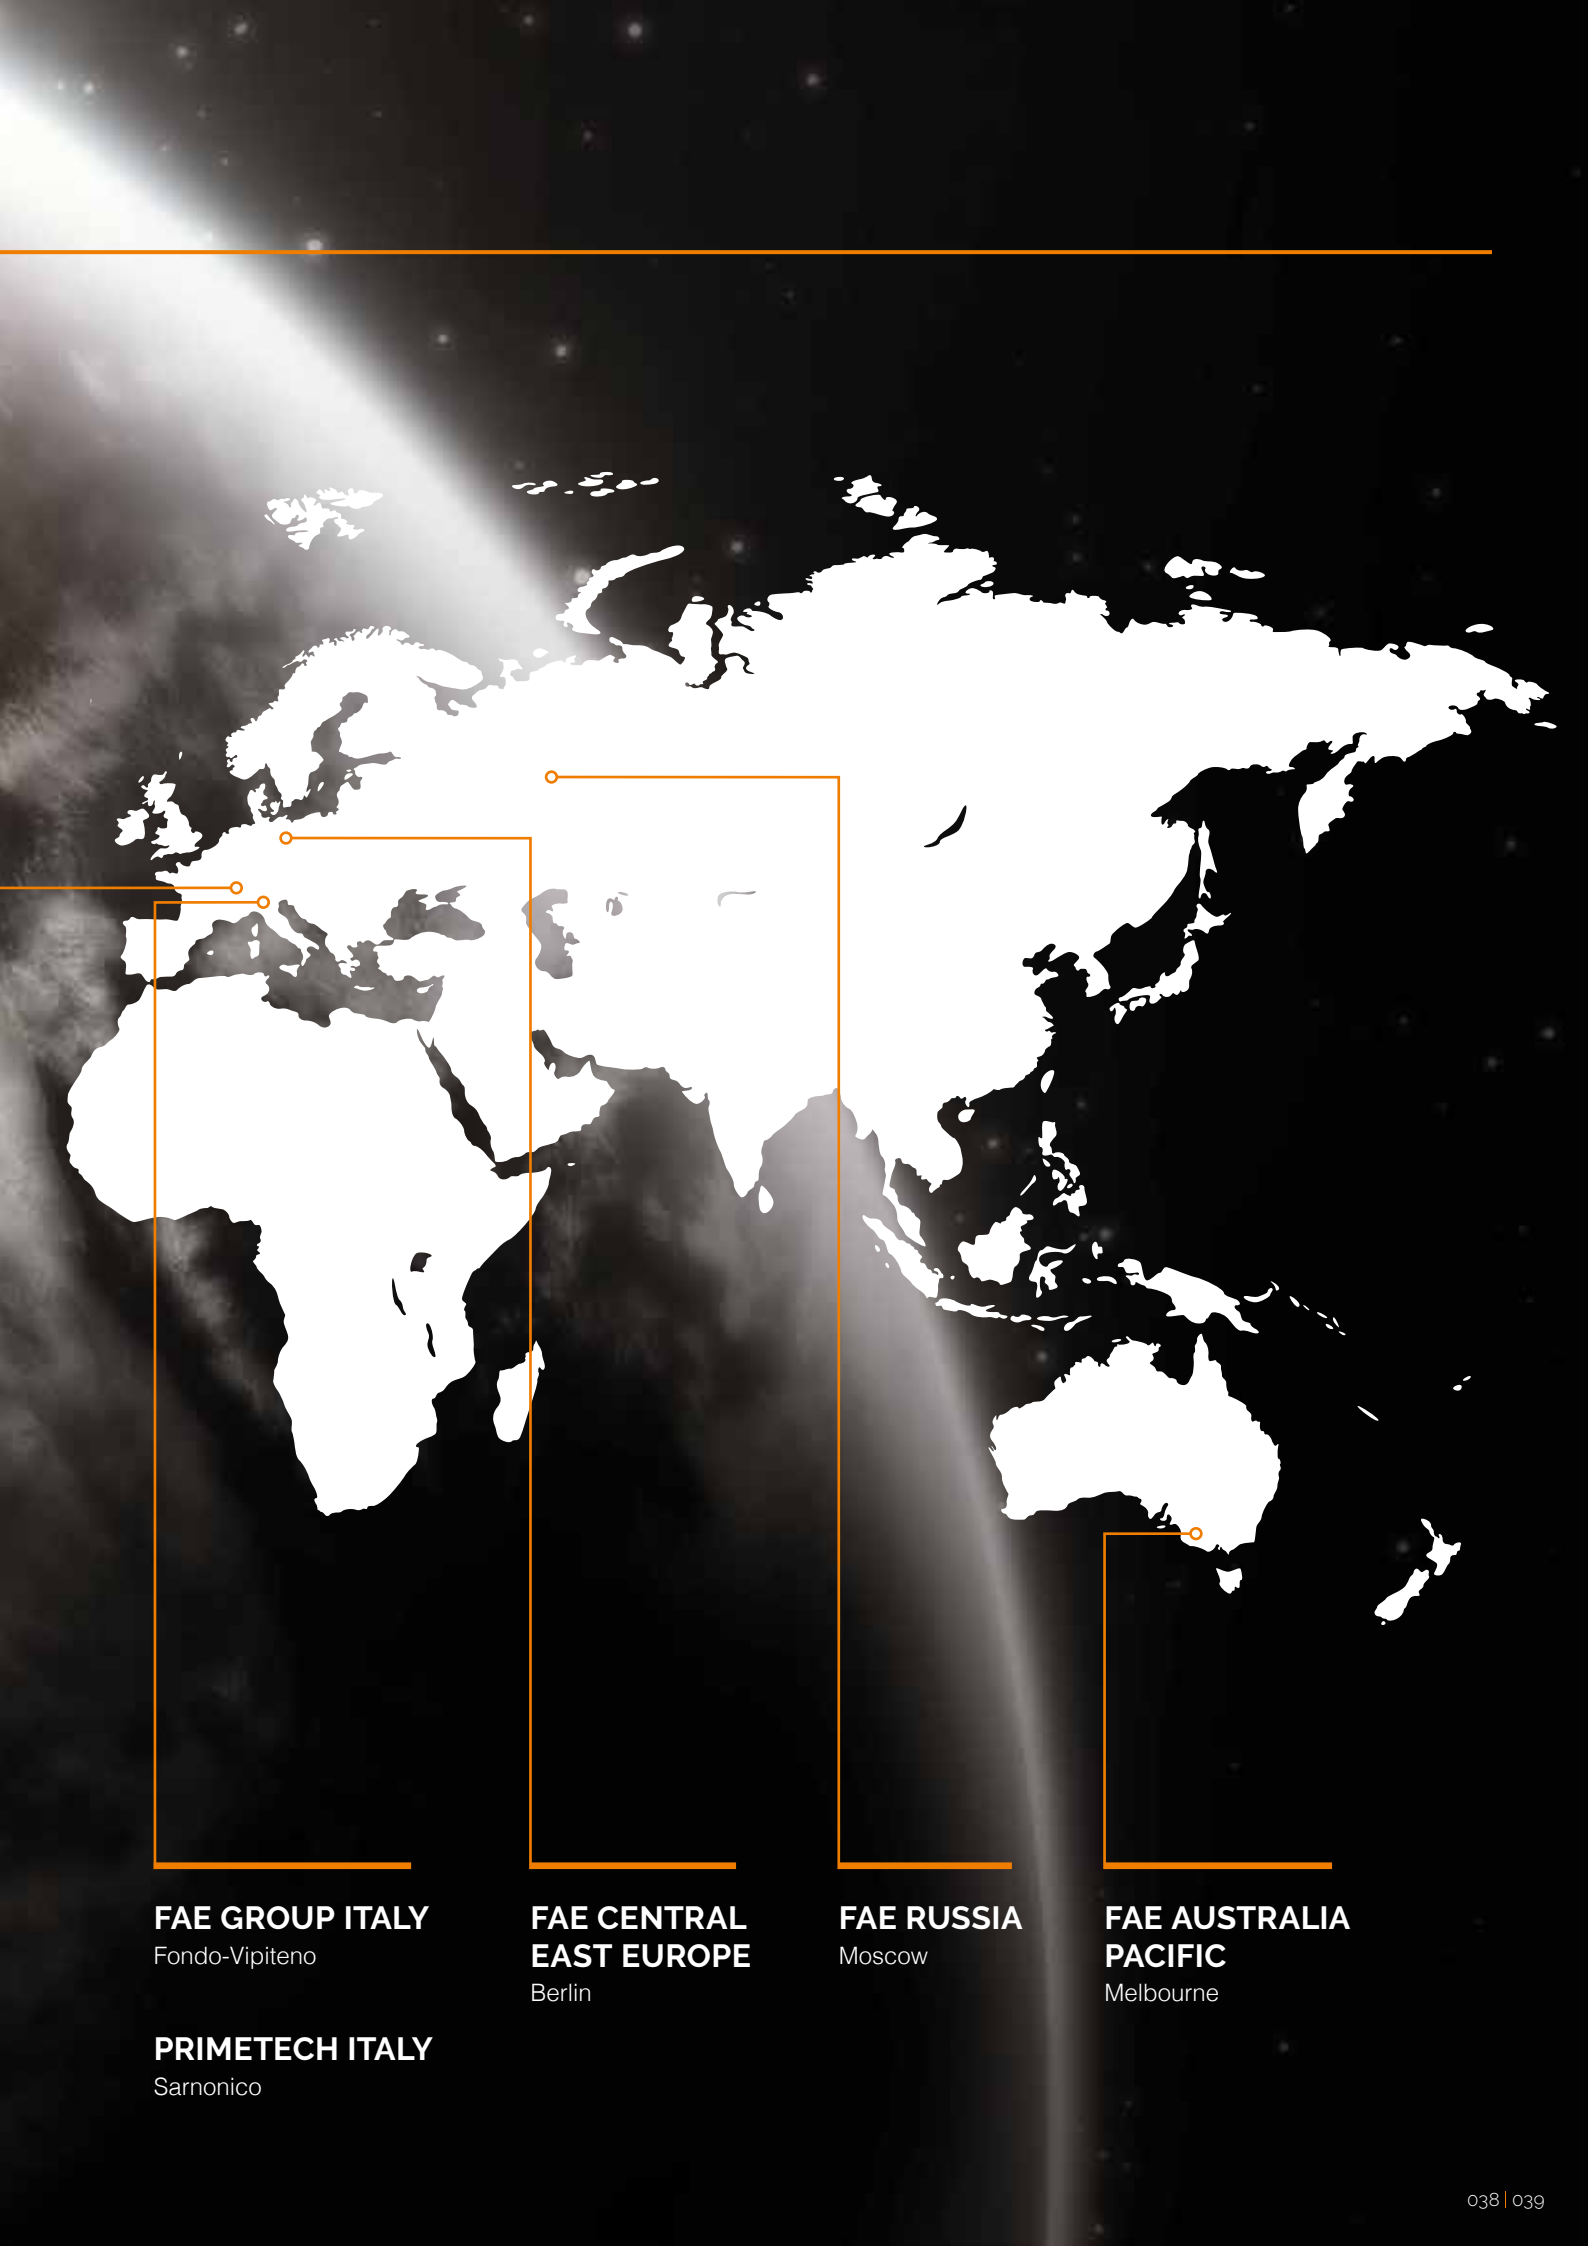 FAE GROUP ITALY
Fondo-Vipiteno
PRIMETECH ITALY
Sarnonico
FAE CENTRAL
EAST EUROPE
Berlin
FAE RUSSIA
Moscow
FAE AUSTRALIA
PACIFIC
Melbourne
038 | 039